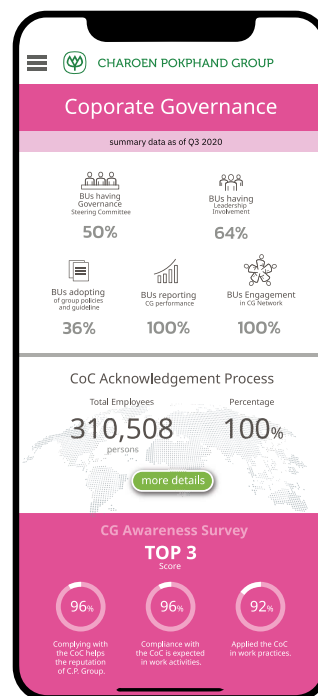 CHAROEN POKPHAND GROUP
Coporate Governance
summary data as of Q3 2020
BUs having
Governance
Steering Committee
50%
BUs having
Leadership
Involvement
64%
BUs adopting
of group policies
and guideline
36%
BUs reporting
CG performance
100%
BUs Engagement
in CG Network
100%
CoC Acknowledgement Process
Total Employees
310,508
persons
Percentage
100%
more details
CG Awareness Survey
TOP 3
Score
96%
Complying with
the CoC helps
the reputation
of C.P. Group.
96%
Compliance with
the CoC is expected
in work activities.
92%
Applied the CoC
in work practices.